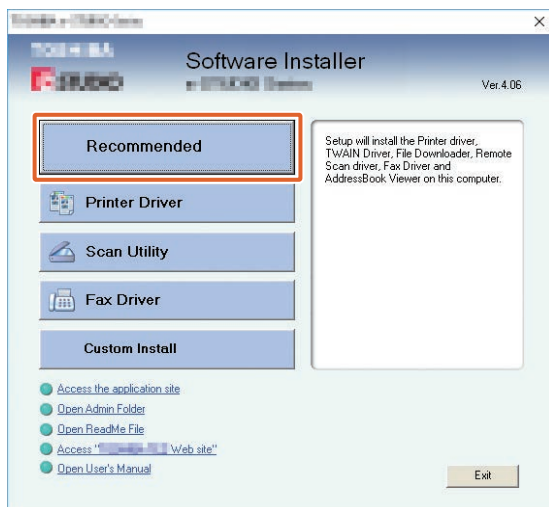 Software Installer
Ver.4.06
Recommended
Setup will install the Printer driver,
TWAIN Driver, File Downloader, Remote
Scan driver, Fax Driver and
AddressBook Viewer on this computer.
Printer Driver
Scan Utility
Fax Driver
Custom Install
Access the application site
Open Admin Folder
Open ReadMe File
Access " Web site"
Open User's Manual
Exit